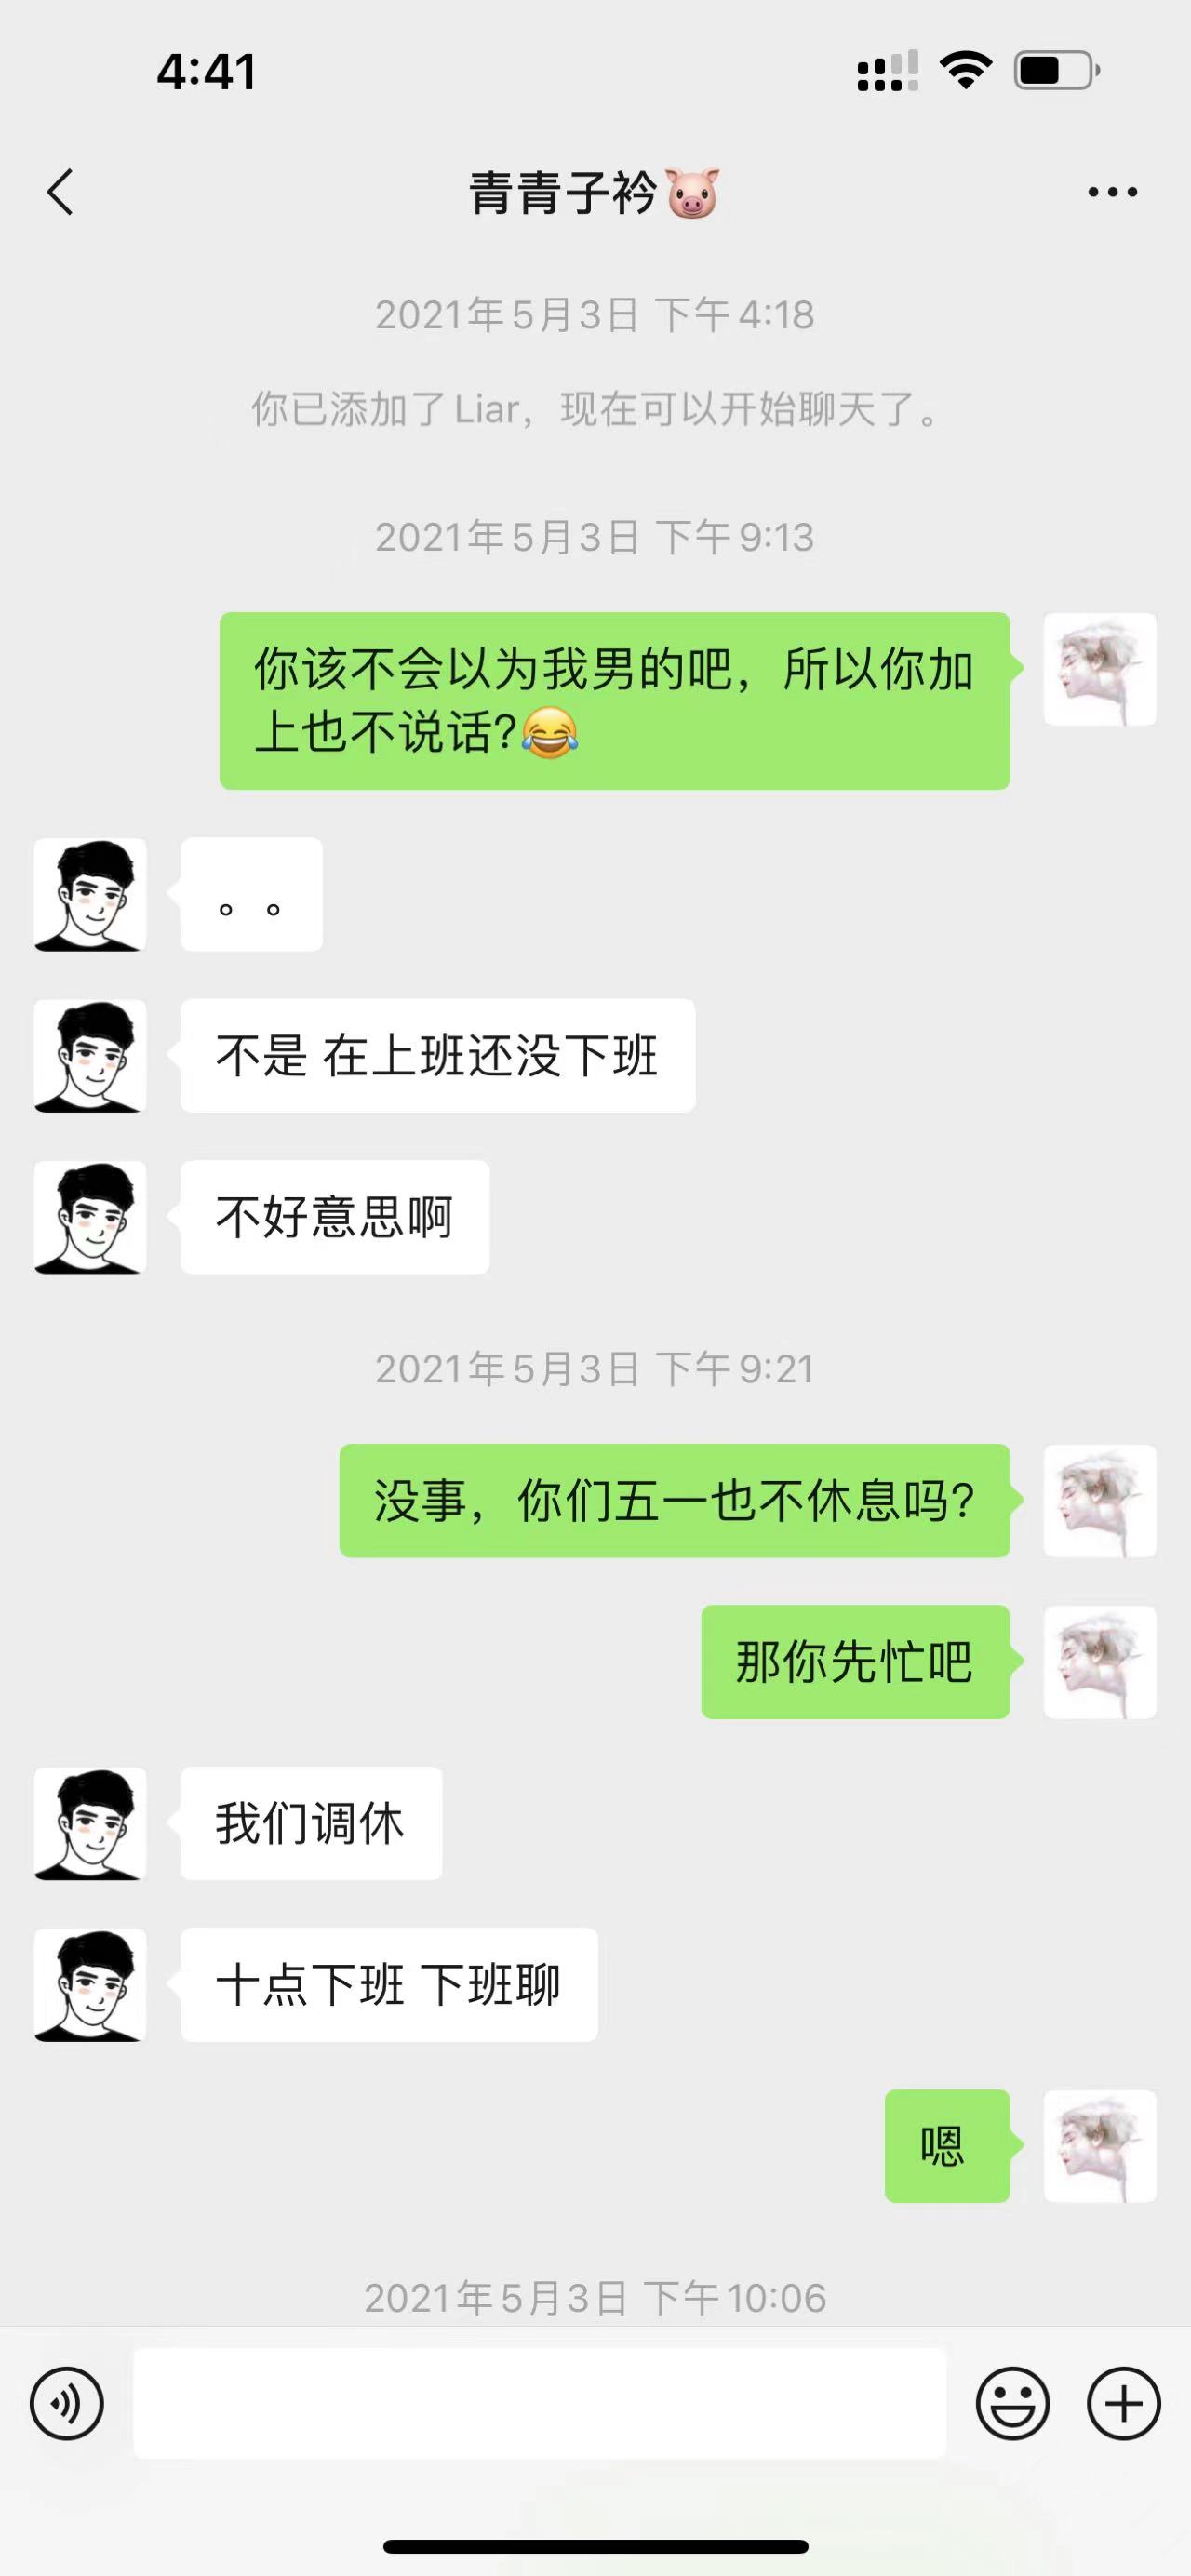 4:41
青青子衿🐷
2021年5月3日 下午4:18
你已添加了Liar，现在可以开始聊天了。
2021年5月3日 下午9:13
你该不会以为我男的吧，所以你加
上也不说话?😂
。。
不是 在上班还没下班
不好意思啊
2021年5月3日 下午9:21
没事，你们五一也不休息吗?
那你先忙吧
我们调休
十点下班 下班聊
嗯
2021年5月3日 下午10:06